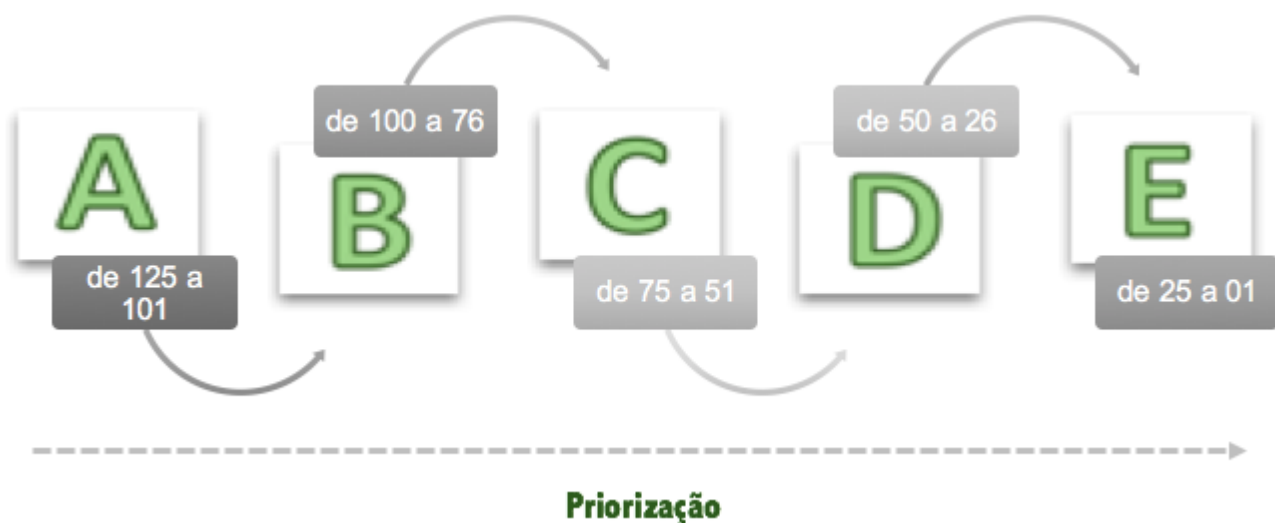 A
de 125 a
101
B
de 100 a 76
C
de 75 a 51
D
de 50 a 26
E
de 25 a 01
Priorização